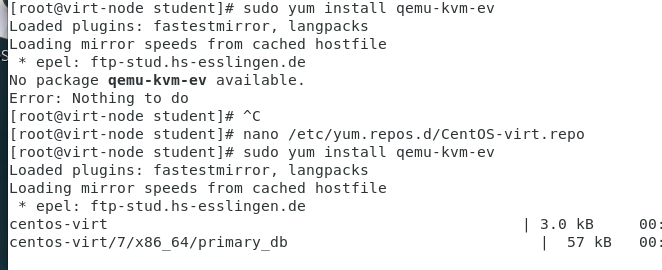 [root@virt-node student]# sudo yum install qemu-kvm-ev
Loaded plugins: fastestmirror, langpacks
Loading mirror speeds from cached hostfile
 * epel: ftp-stud.hs-esslingen.de
No package qemu-kvm-ev available.
Error: Nothing to do
[root@virt-node student]# ^C
[root@virt-node student]# nano /etc/yum.repos.d/CentOS-virt.repo
[root@virt-node student]# sudo yum install qemu-kvm-ev
Loaded plugins: fastestmirror, langpacks
Loading mirror speeds from cached hostfile
 * epel: ftp-stud.hs-esslingen.de
centos-virt | 3.0 kB 00:
centos-virt/7/x86_64/primary_db | 57 kB 00: